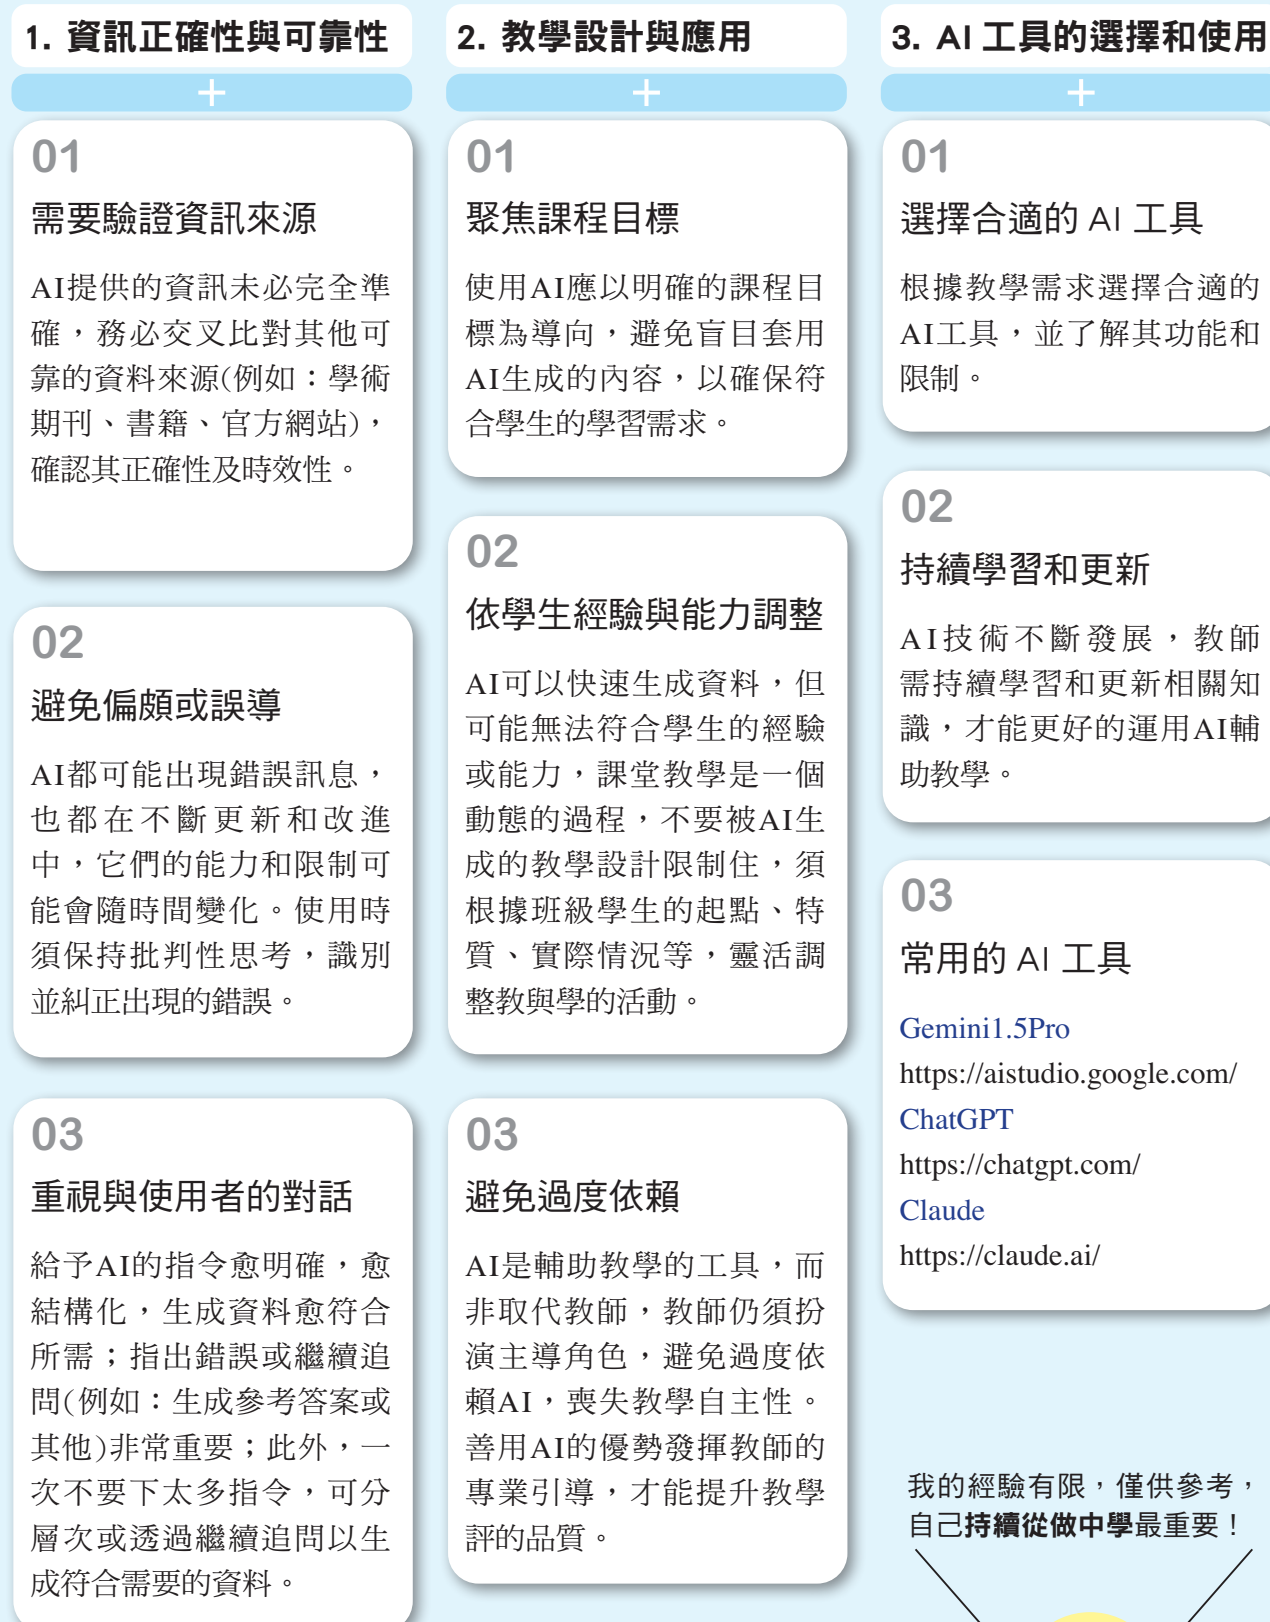 1. 資訊正確性與可靠性
+
01
需要驗證資訊來源
AI提供的資訊未必完全準
確，務必交叉比對其他可
靠的資料來源(例如：學術
期刊、書籍、官方網站)，
確認其正確性及時效性。
02
避免偏頗或誤導
AI都可能出現錯誤訊息，
也都在不斷更新和改進
中，它們的能力和限制可
能會隨時間變化。使用時
須保持批判性思考，識別
並糾正出現的錯誤。
03
重視與使用者的對話
給予AI的指令愈明確，愈
結構化，生成資料愈符合
所需；指出錯誤或繼續追
問(例如：生成參考答案或
其他)非常重要；此外，一
次不要下太多指令，可分
層次或透過繼續追問以生
成符合需要的資料。
2. 教學設計與應用
+
01
聚焦課程目標
使用AI應以明確的課程目
標為導向，避免盲目套用
AI生成的內容，以確保符
合學生的學習需求。
02
依學生經驗與能力調整
AI可以快速生成資料，但
可能無法符合學生的經驗
或能力，課堂教學是一個
動態的過程，不要被AI生
成的教學設計限制住，須
根據班級學生的起點、特
質、實際情況等，靈活調
整教與學的活動。
03
避免過度依賴
AI是輔助教學的工具，而
非取代教師，教師仍須扮
演主導角色，避免過度依
賴AI，喪失教學自主性。
善用AI的優勢發揮教師的
專業引導，才能提升教學
評的品質。
3. AI 工具的選擇和使用
+
01
選擇合適的 AI 工具
根據教學需求選擇合適的
AI工具，並了解其功能和
限制。
02
持續學習和更新
AI技術不斷發展，教師
需持續學習和更新相關知
識，才能更好的運用AI輔
助教學。
03
常用的 AI 工具
Gemini1.5Pro
https://aistudio.google.com/
ChatGPT
https://chatgpt.com/
Claude
https://claude.ai/
我的經驗有限，僅供參考，
自己持續從做中學最重要！